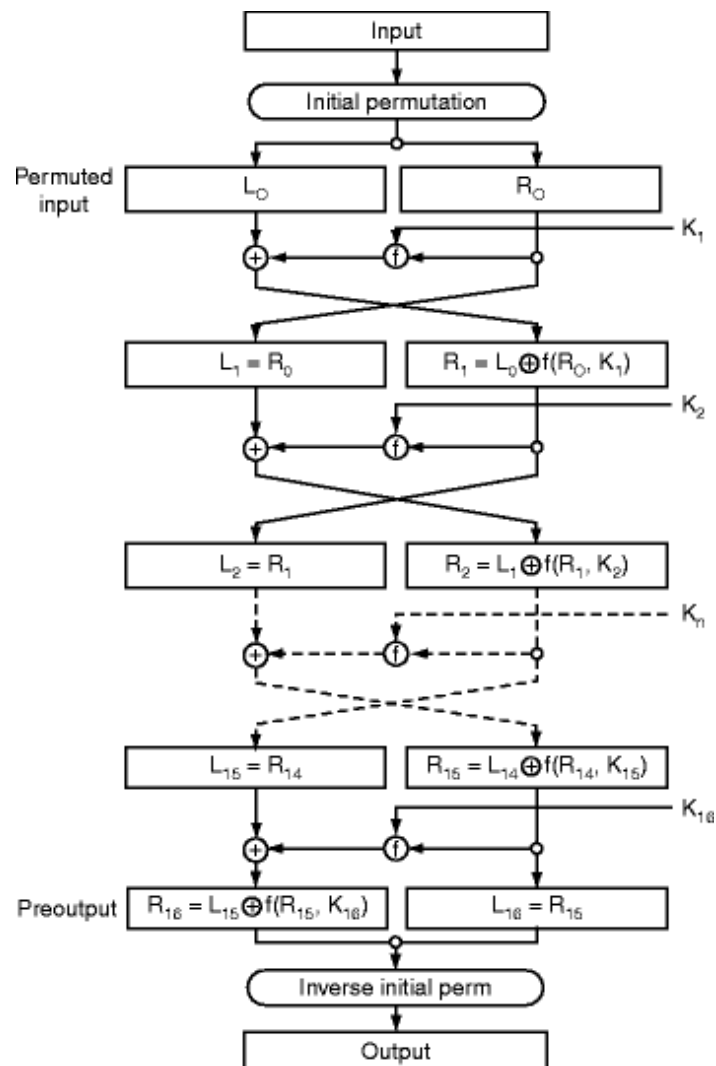 Input
Initial permutation
Permuted input
L₀ R₀
K₁
f
+
L₁ = R₀ R₁ = L₀⊕f(R₀, K₁)
K₂
+ f
L₂ = R₁ R₂ = L₁⊕f(R₁, K₂)
Kₙ
+ f
L₁₅ = R₁₄ R₁₅ = L₁₄⊕f(R₁₄, K₁₅)
K₁₆
+ f
Preoutput R₁₆ = L₁₅⊕f(R₁₅, K₁₆) L₁₆ = R₁₅
Inverse initial perm
Output